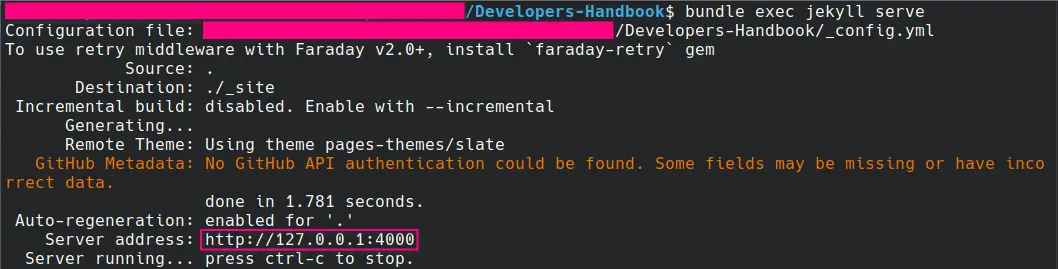 /Developers-Handbook$ bundle exec jekyll serve
Configuration file: /Developers-Handbook/_config.yml
To use retry middleware with Faraday v2.0+, install `faraday-retry` gem
Source: .
Destination: ./_site
Incremental build: disabled. Enable with --incremental
Generating...
Remote Theme: Using theme pages-themes/slate
GitHub Metadata: No GitHub API authentication could be found. Some fields may be missing or have inco
rrect data.
done in 1.781 seconds.
Auto-regeneration: enabled for '.'
Server address: http://127.0.0.1:4000
Server running... press ctrl-c to stop.